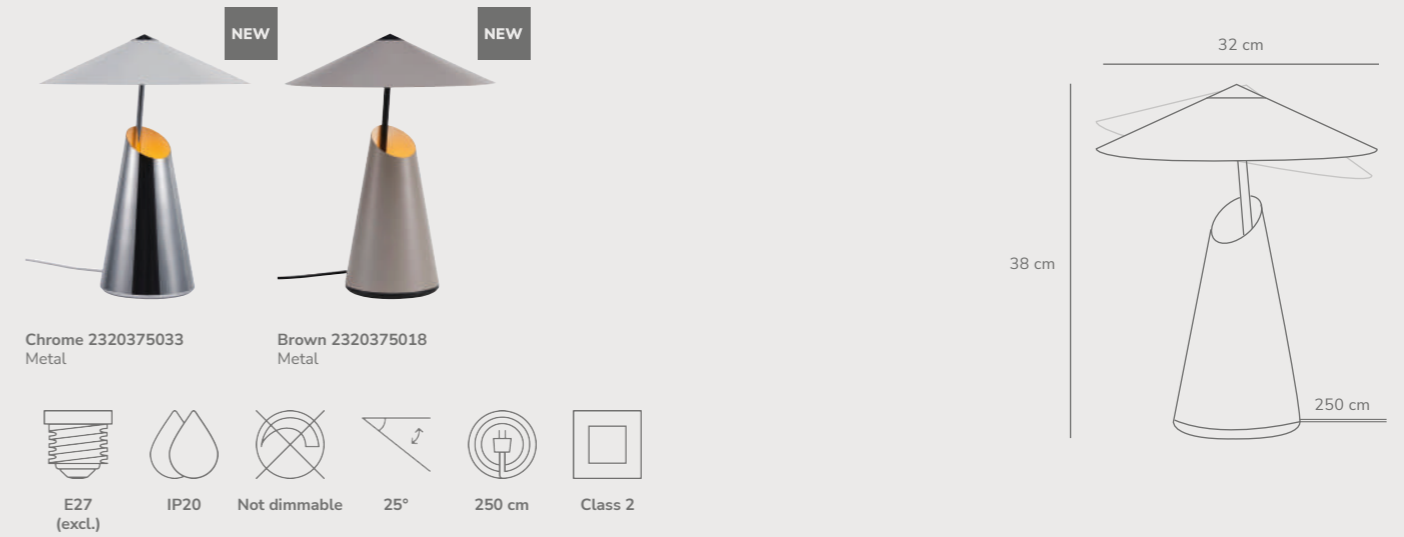 NEW
NEW
32 cm
38 cm
250 cm
Chrome 2320375033
Metal
Brown 2320375018
Metal
E27
(excl.)
IP20
Not dimmable
25°
250 cm
Class 2